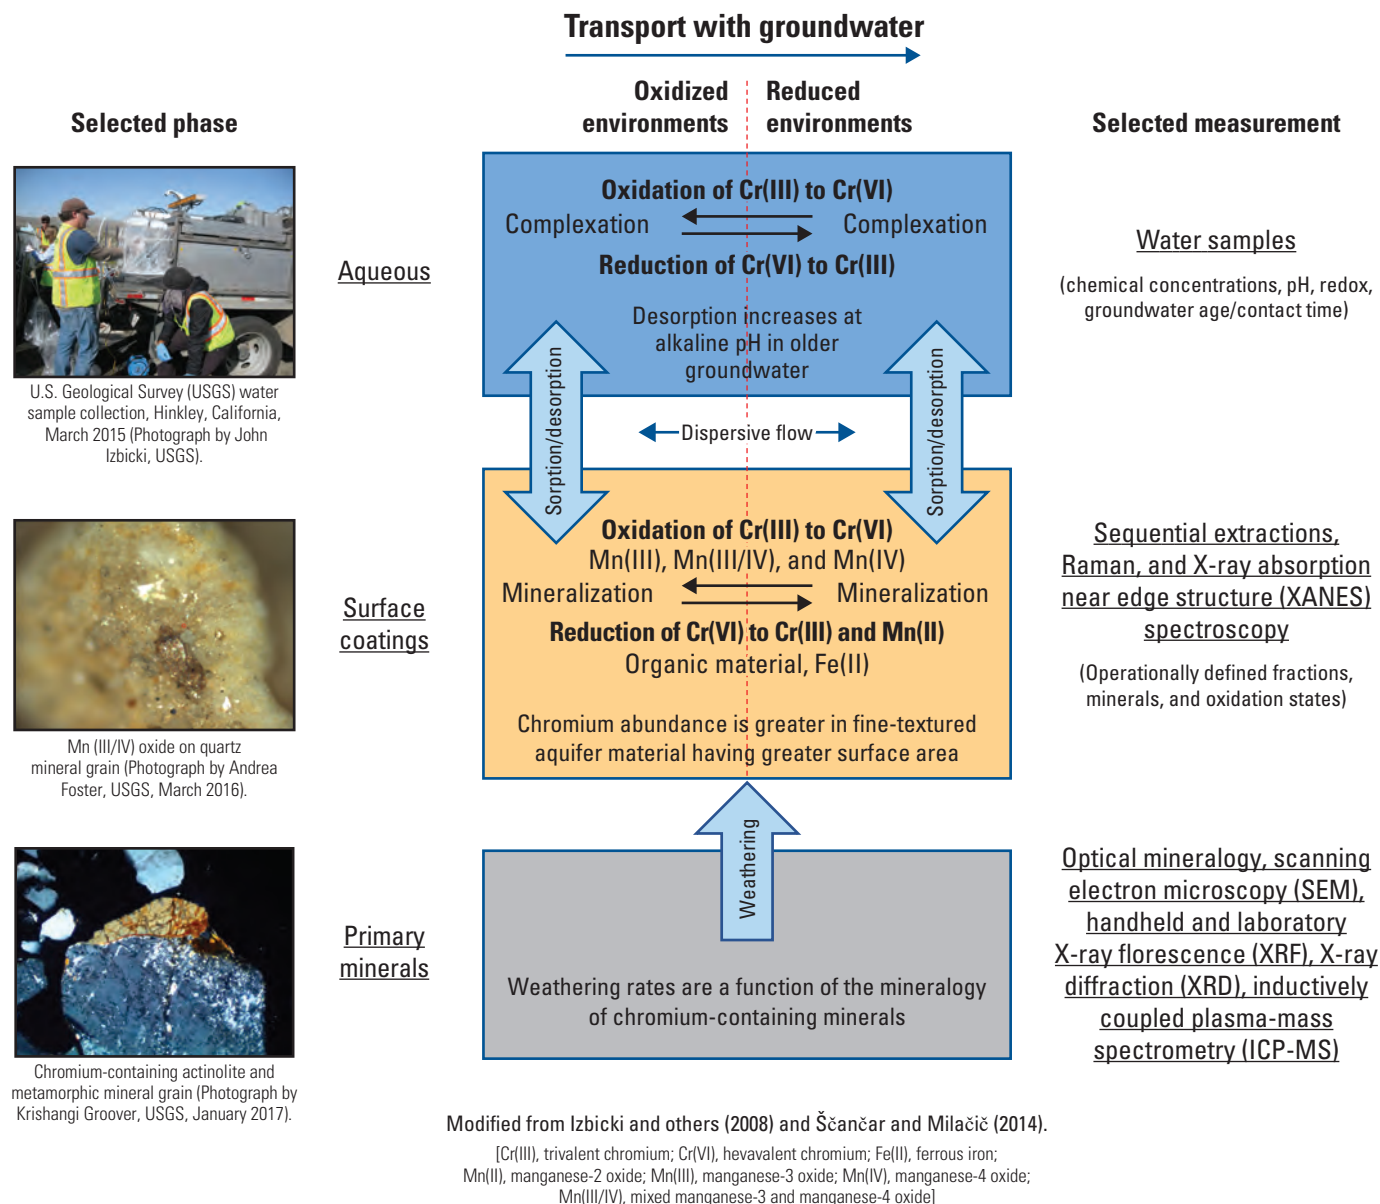 Transport with groundwater
Oxidized
environments
Reduced
environments
Selected phase
Selected measurement
Oxidation of Cr(III) to Cr(VI)
Complexation
Complexation
Reduction of Cr(VI) to Cr(III)
Desorption increases at
alkaline pH in older
groundwater
Aqueous
Water samples
(chemical concentrations, pH, redox,
groundwater age/contact time)
U.S. Geological Survey (USGS) water
sample collection, Hinkley, California,
March 2015 (Photograph by John
Izbicki, USGS).
Sorption/desorption
Dispersive flow
Sorption/desorption
Oxidation of Cr(III) to Cr(VI)
Mn(III), Mn(III/IV), and Mn(IV)
Mineralization
Mineralization
Reduction of Cr(VI) to Cr(III) and Mn(II)
Organic material, Fe(II)
Chromium abundance is greater in fine-textured
aquifer material having greater surface area
Surface
coatings
Sequential extractions,
Raman, and X-ray absorption
near edge structure (XANES)
spectroscopy
(Operationally defined fractions,
minerals, and oxidation states)
Mn (III/IV) oxide on quartz
mineral grain (Photograph by Andrea
Foster, USGS, March 2016).
Weathering
Weathering rates are a function of the mineralogy
of chromium-containing minerals
Primary
minerals
Optical mineralogy, scanning
electron microscopy (SEM),
handheld and laboratory
X-ray florescence (XRF), X-ray
diffraction (XRD), inductively
coupled plasma-mass
spectrometry (ICP-MS)
Chromium-containing actinolite and
metamorphic mineral grain (Photograph by
Krishangi Groover, USGS, January 2017).
Modified from Izbicki and others (2008) and Ščančar and Milačič (2014).
[Cr(III), trivalent chromium; Cr(VI), hevavalent chromium; Fe(II), ferrous iron;
Mn(II), manganese-2 oxide; Mn(III), manganese-3 oxide; Mn(IV), manganese-4 oxide;
Mn(III/IV), mixed manganese-3 and manganese-4 oxide]